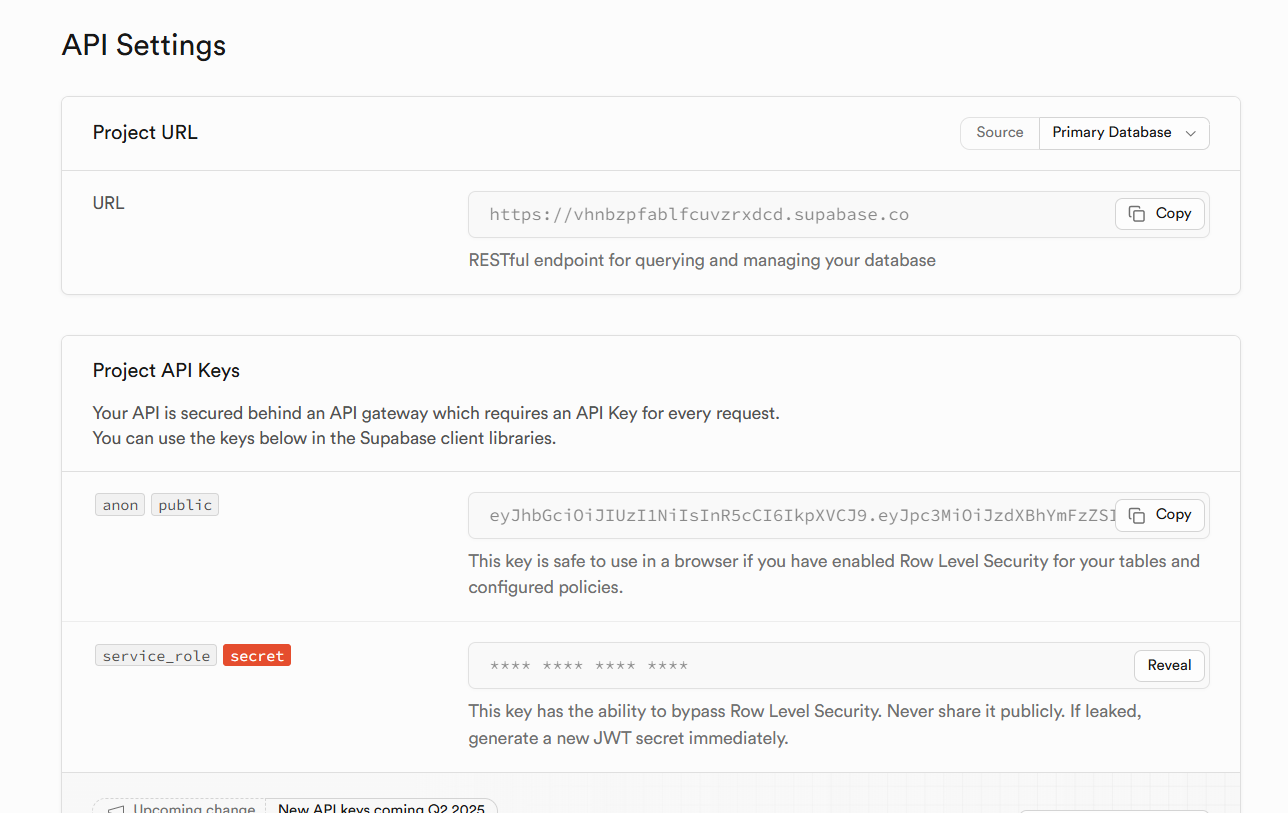 API Settings
Project URL
Source
Primary Database
URL
https://vhnbzpfablfcuvzrxdcd.supabase.co
Copy
RESTful endpoint for querying and managing your database
Project API Keys
Your API is secured behind an API gateway which requires an API Key for every request.
You can use the keys below in the Supabase client libraries.
anon public
eyJhbGciOiJIUzI1NiIsInR5cCI6IkpXVCJ9.eyJpc3MiOiJzdXBhYmFzZSI
Copy
This key is safe to use in a browser if you have enabled Row Level Security for your tables and
configured policies.
service_role secret
**** **** **** ****
Reveal
This key has the ability to bypass Row Level Security. Never share it publicly. If leaked,
generate a new JWT secret immediately.
Upcoming change
New API keys coming Q2 2025